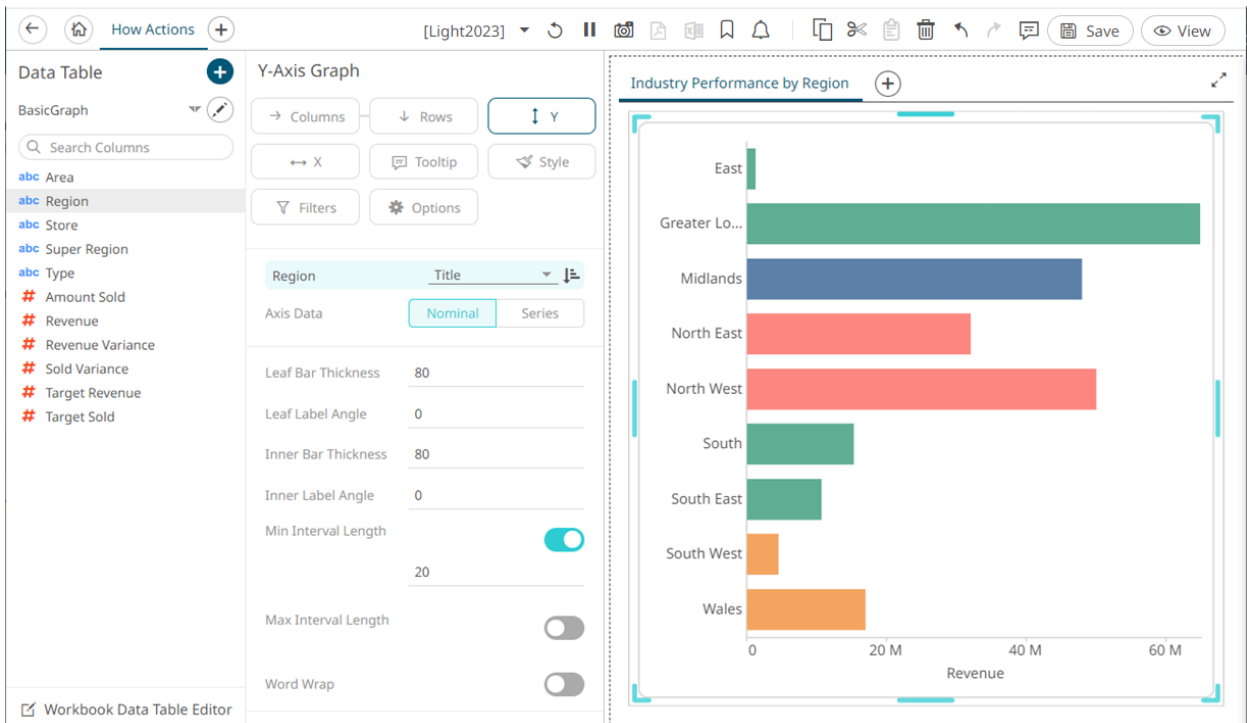 How Actions
[Light2023]
Save
View
Data Table
BasicGraph
Search Columns
abc Area
abc Region
abc Store
abc Super Region
abc Type
# Amount Sold
# Revenue
# Revenue Variance
# Sold Variance
# Target Revenue
# Target Sold
Workbook Data Table Editor
Y-Axis Graph
Columns
Rows
Y
X
Tooltip
Style
Filters
Options
Region Title
Axis Data Nominal Series
Leaf Bar Thickness 80
Leaf Label Angle 0
Inner Bar Thickness 80
Inner Label Angle 0
Min Interval Length
20
Max Interval Length
Word Wrap
Industry Performance by Region
East
Greater Lo...
Midlands
North East
North West
South
South East
South West
Wales
0 20 M 40 M 60 M
Revenue